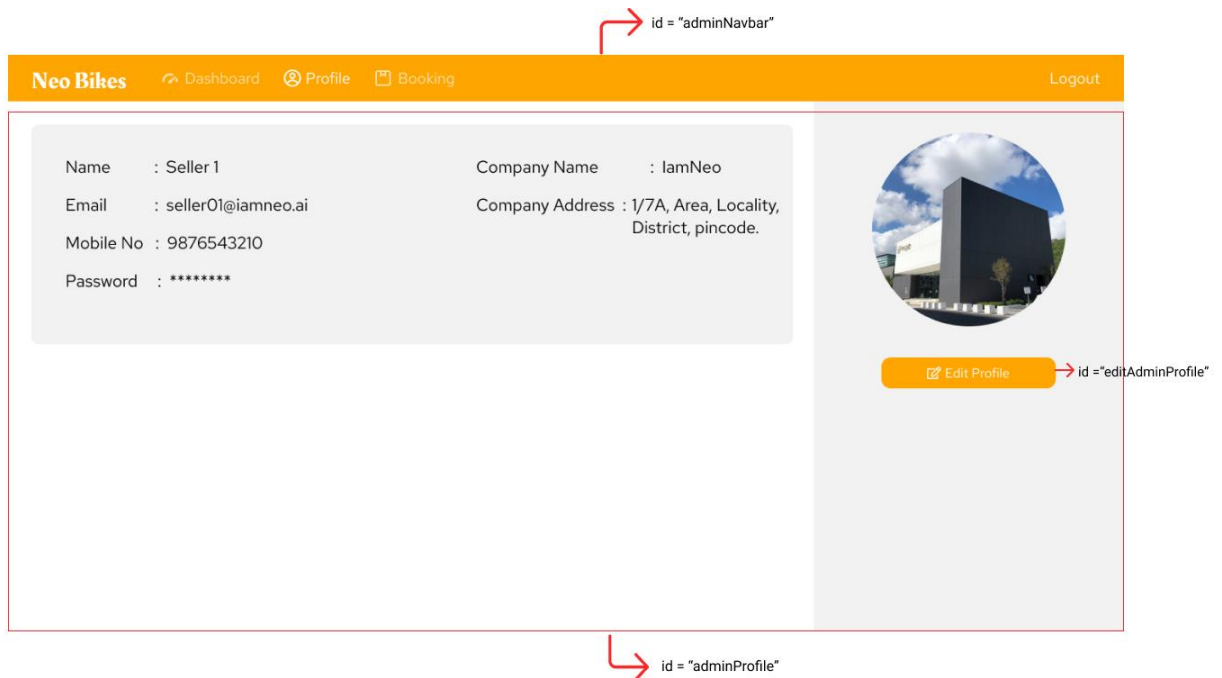 id = “adminNavbar”
Neo Bikes Dashboard Profile Booking Logout
Name : Seller 1
Email : seller01@iamneo.ai
Mobile No : 9876543210
Password : ********
Company Name : IamNeo
Company Address : 1/7A, Area, Locality,
District, pincode.
Edit Profile
id =“editAdminProfile”
id = “adminProfile”